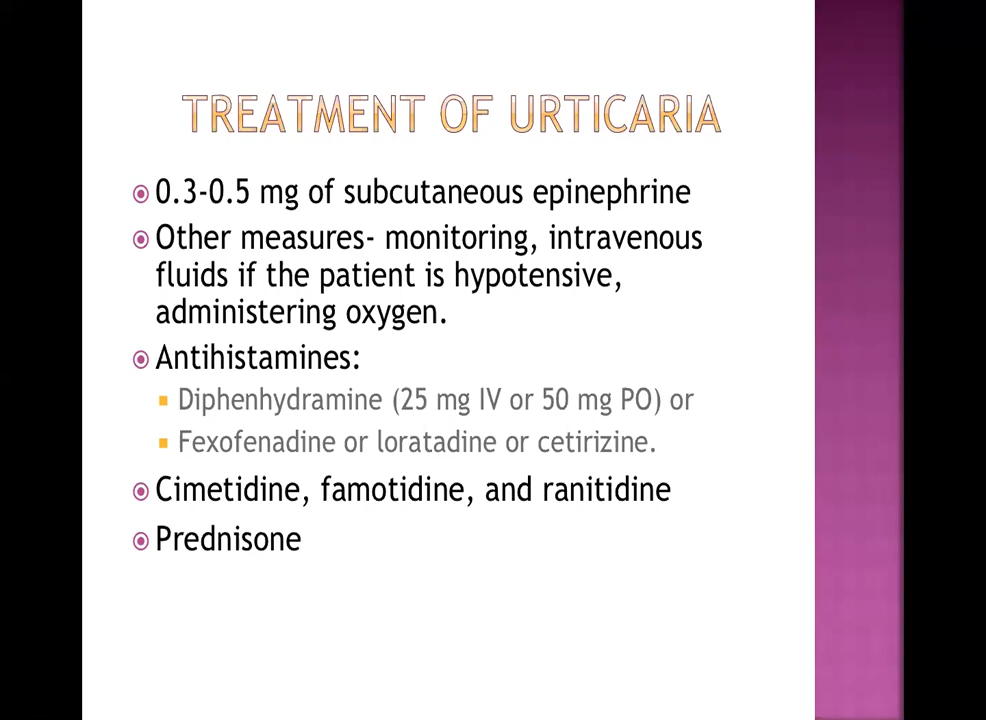 TREATMENT OF URTICARIA
0.3-0.5 mg of subcutaneous epinephrine
Other measures- monitoring, intravenous
fluids if the patient is hypotensive,
administering oxygen.
Antihistamines:
Diphenhydramine (25 mg IV or 50 mg PO) or
Fexofenadine or loratadine or cetirizine.
Cimetidine, famotidine, and ranitidine
Prednisone